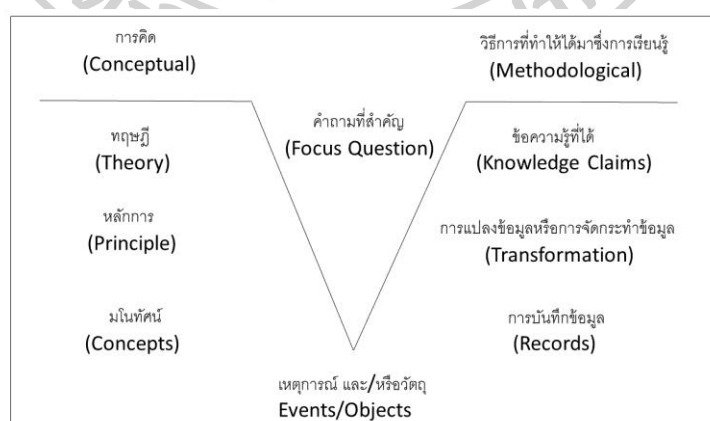 การคิด
(Conceptual)
วิธีการที่ทำให้ได้มาซึ่งการเรียนรู้
(Methodological)
คำถามที่สำคัญ
(Focus Question)
ทฤษฎี
(Theory)
ข้อความรู้ที่ได้
(Knowledge Claims)
หลักการ
(Principle)
การแปลงข้อมูลหรือการจัดกระทำข้อมูล
(Transformation)
มโนทัศน์
(Concepts)
การบันทึกข้อมูล
(Records)
เหตุการณ์ และ/หรือวัตถุ
Events/Objects